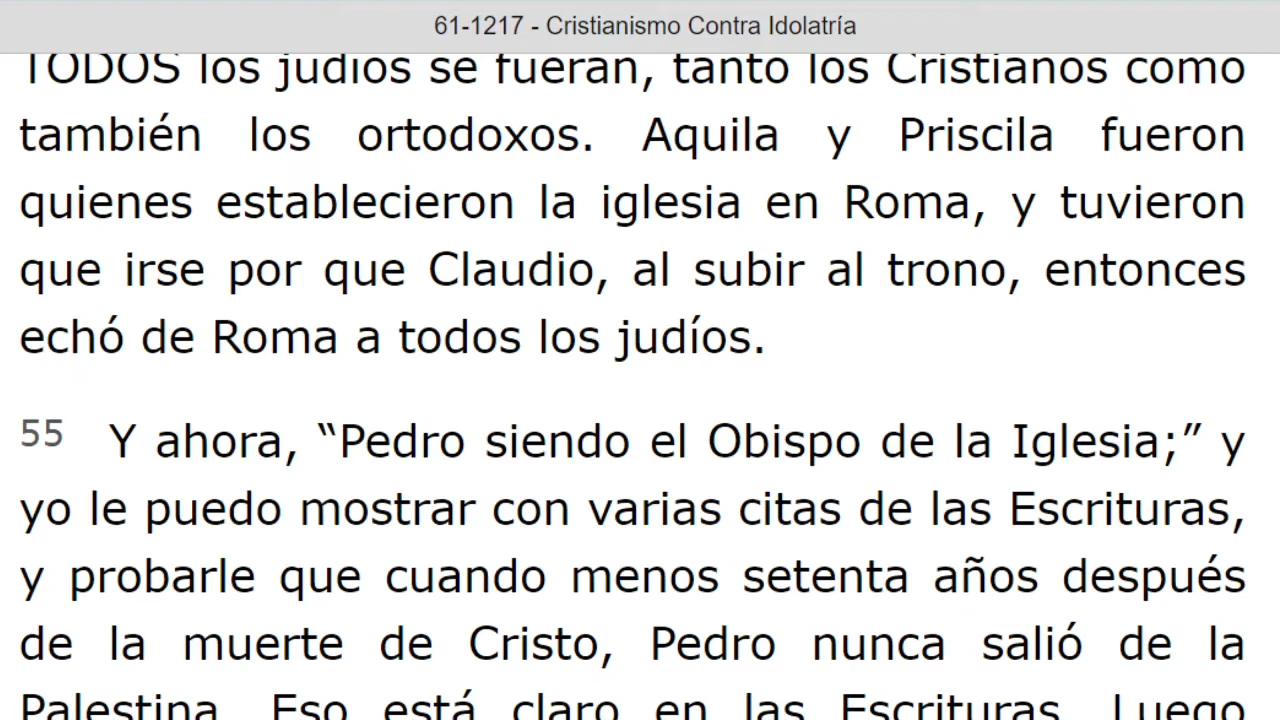 61-1217 - Cristianismo Contra Idolatría
TODOS los judíos se fueran, tanto los Cristianos como
también los ortodoxos. Aquila y Priscila fueron
quienes establecieron la iglesia en Roma, y tuvieron
que irse por que Claudio, al subir al trono, entonces
echó de Roma a todos los judíos.
55 Y ahora, “Pedro siendo el Obispo de la Iglesia;” y
yo le puedo mostrar con varias citas de las Escrituras,
y probarle que cuando menos setenta años después
de la muerte de Cristo, Pedro nunca salió de la
Palestina. Eso está claro en las Escrituras. Luego